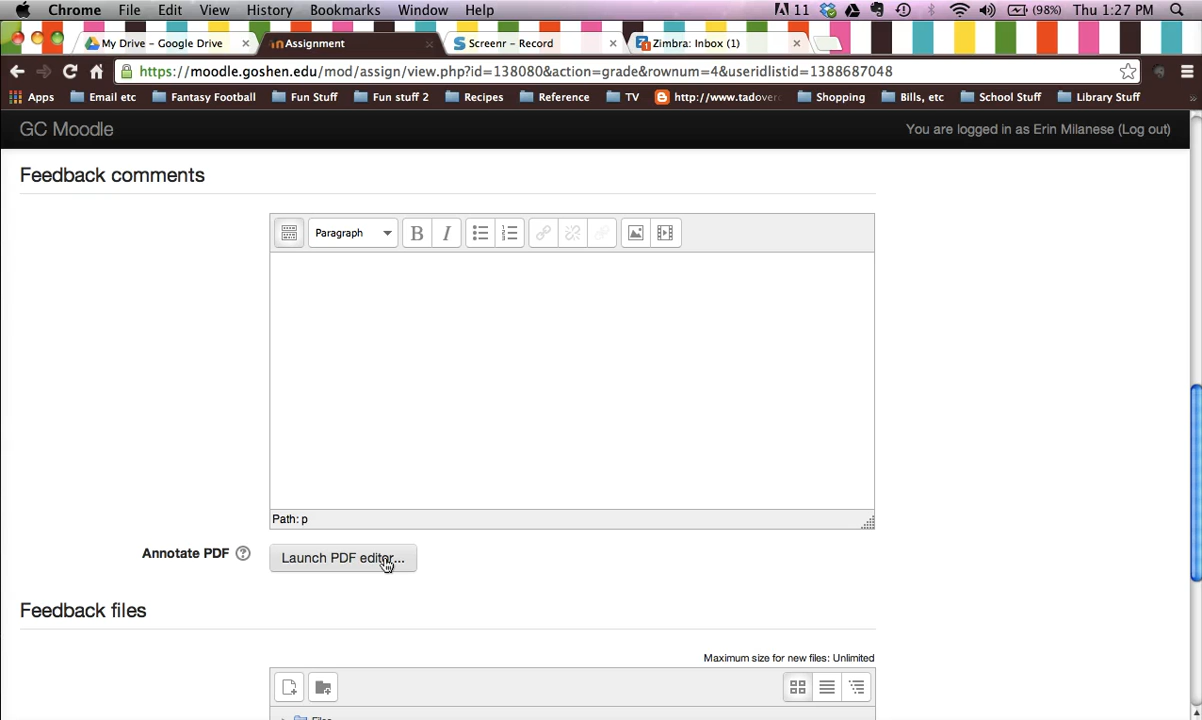 Chrome File Edit View History Bookmarks Window Help 11 (98%) Thu 1:27 PM
My Drive – Google Drive × Assignment × Screenr – Record × Zimbra: Inbox (1) ×
https://moodle.goshen.edu/mod/assign/view.php?id=138080&action=grade&rownum=4&useridlistid=1388687048
Apps Email etc Fantasy Football Fun Stuff Fun stuff 2 Recipes Reference TV http://www.tadover Shopping Bills, etc School Stuff Library Stuff »
GC Moodle You are logged in as Erin Milanese (Log out)
Feedback comments
Paragraph B I
Path: p
Annotate PDF ? Launch PDF editor...
Feedback files
Maximum size for new files: Unlimited
Files